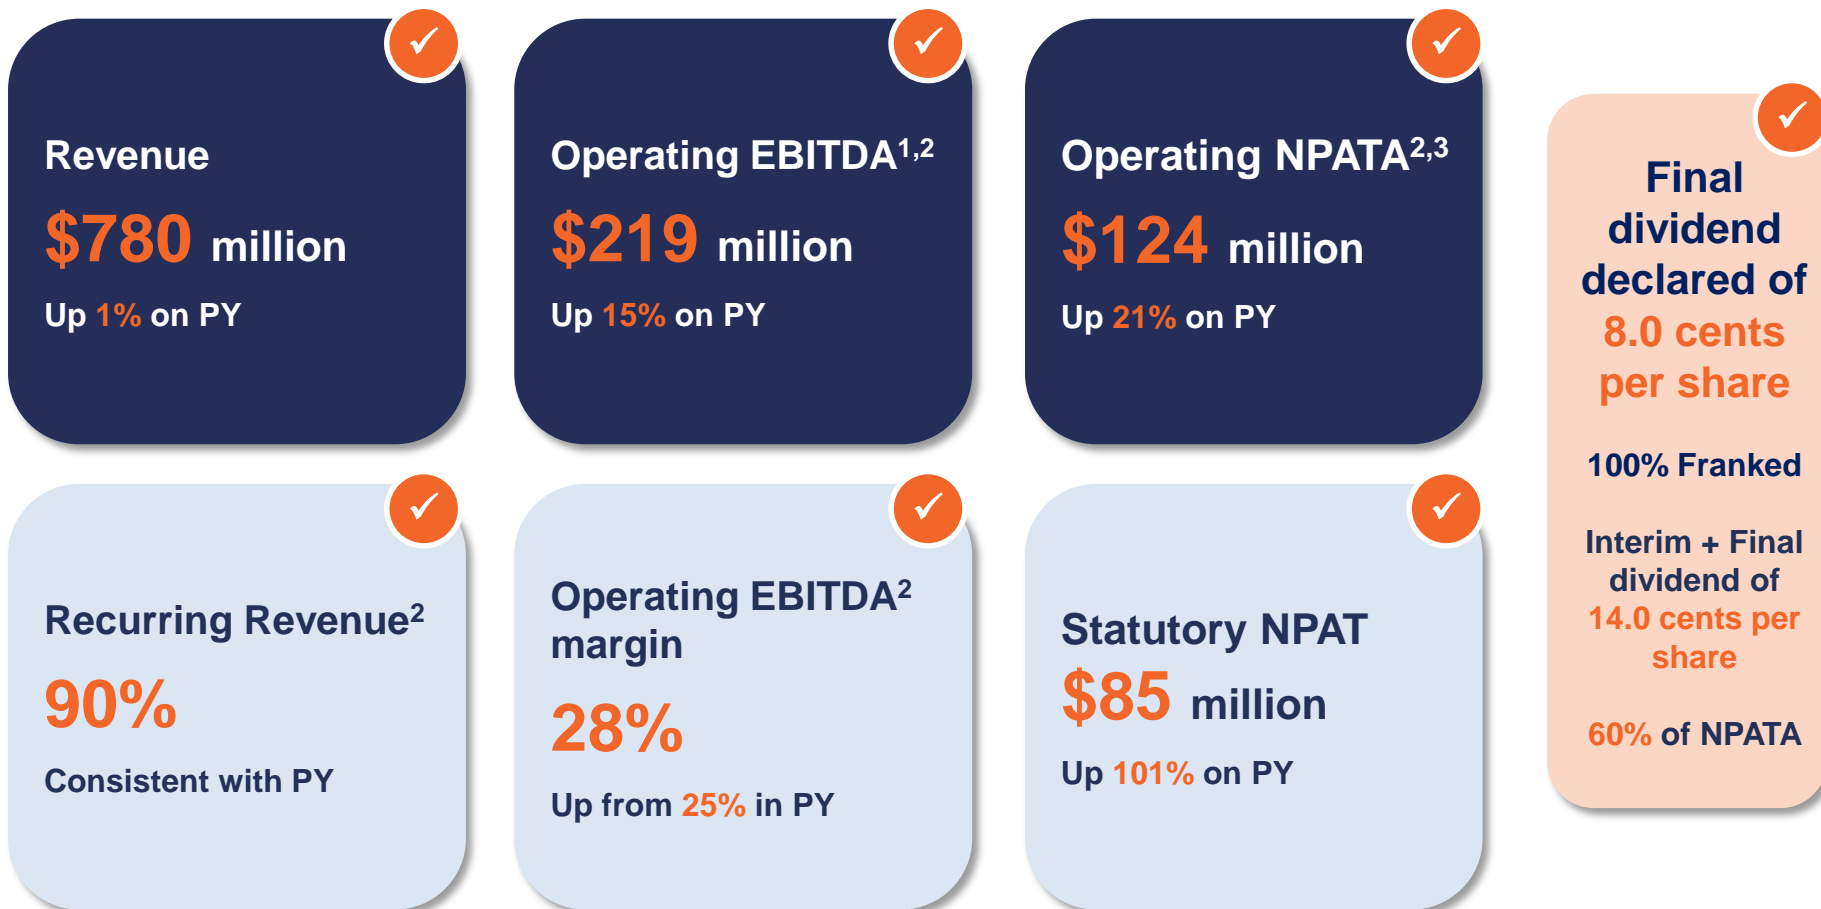 Revenue
$780 million
Up 1% on PY
Operating EBITDA1,2
$219 million
Up 15% on PY
Operating NPATA2,3
$124 million
Up 21% on PY
Recurring Revenue2
90%
Consistent with PY
Operating EBITDA2
margin
28%
Up from 25% in PY
Statutory NPAT
$85 million
Up 101% on PY
Final
dividend
declared of
8.0 cents
per share
100% Franked
Interim + Final
dividend of
14.0 cents per
share
60% of NPATA